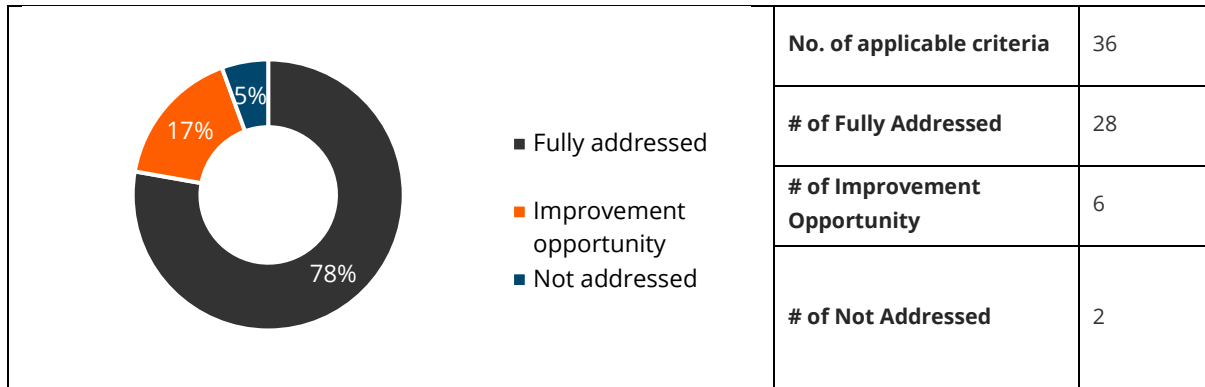 5%
17%
78%
Fully addressed
Improvement
opportunity
Not addressed
No. of applicable criteria 36
# of Fully Addressed 28
# of Improvement
Opportunity 6
# of Not Addressed 2